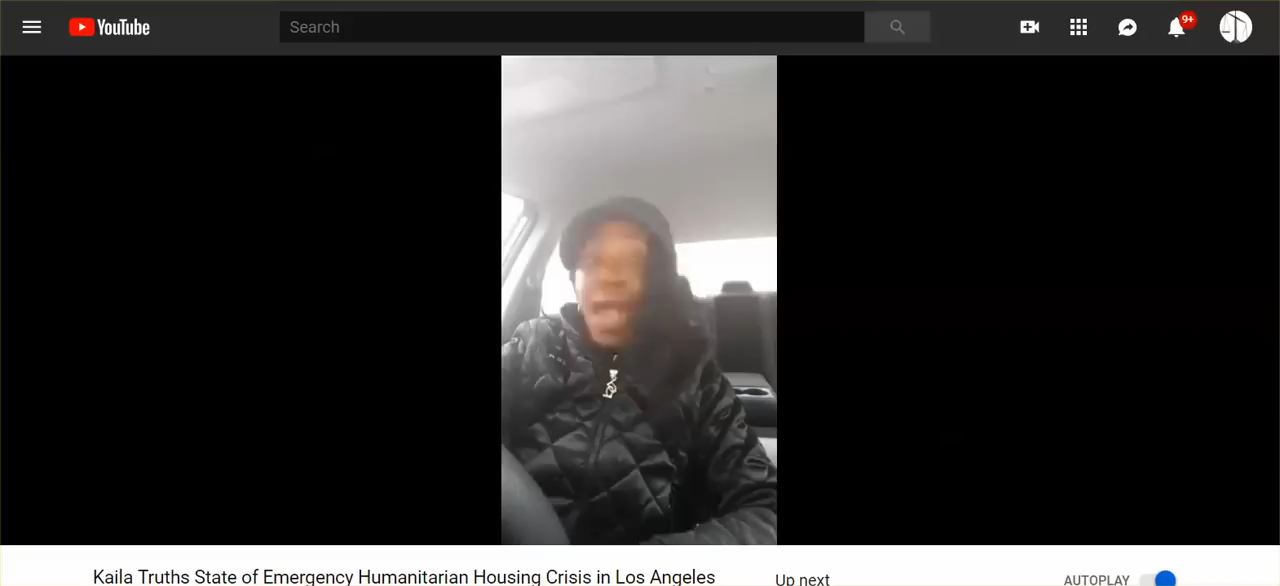 YouTube
Search
9+
Kaila Truths State of Emergency Humanitarian Housing Crisis in Los Angeles
Up next
AUTOPLAY